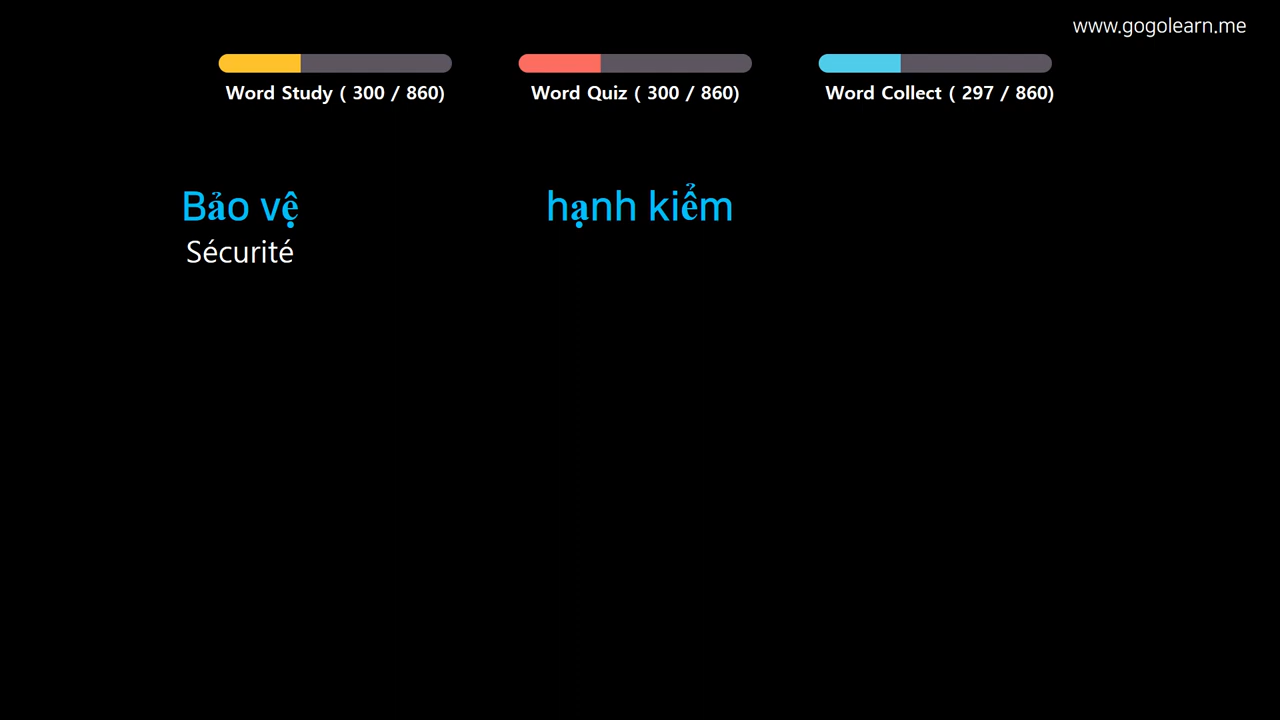 www.gogolearn.me
Word Study ( 300 / 860)
Word Quiz ( 300 / 860)
Word Collect ( 297 / 860)
Bảo vệ
Sécurité
hạnh kiểm